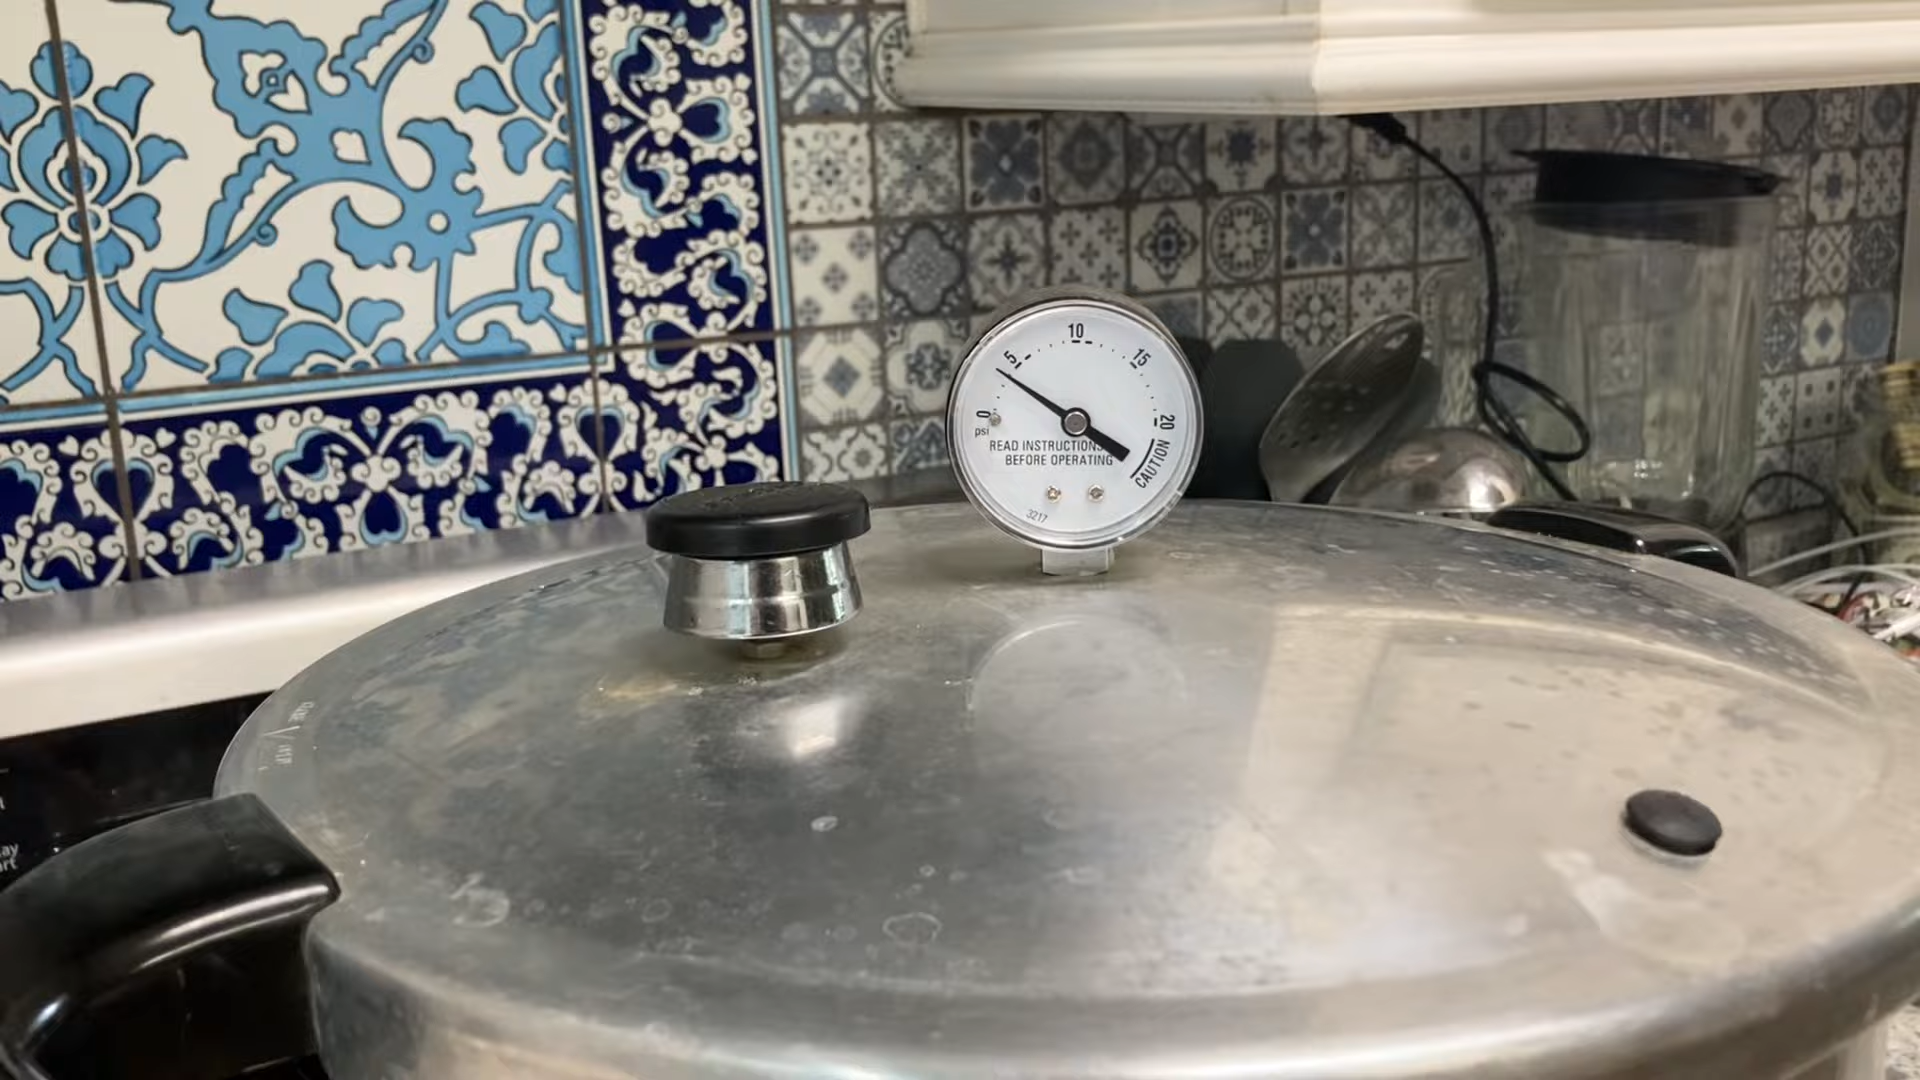 10
5
15
0
20
psi
READ INSTRUCTIONS
BEFORE OPERATING
CAUTION
3217